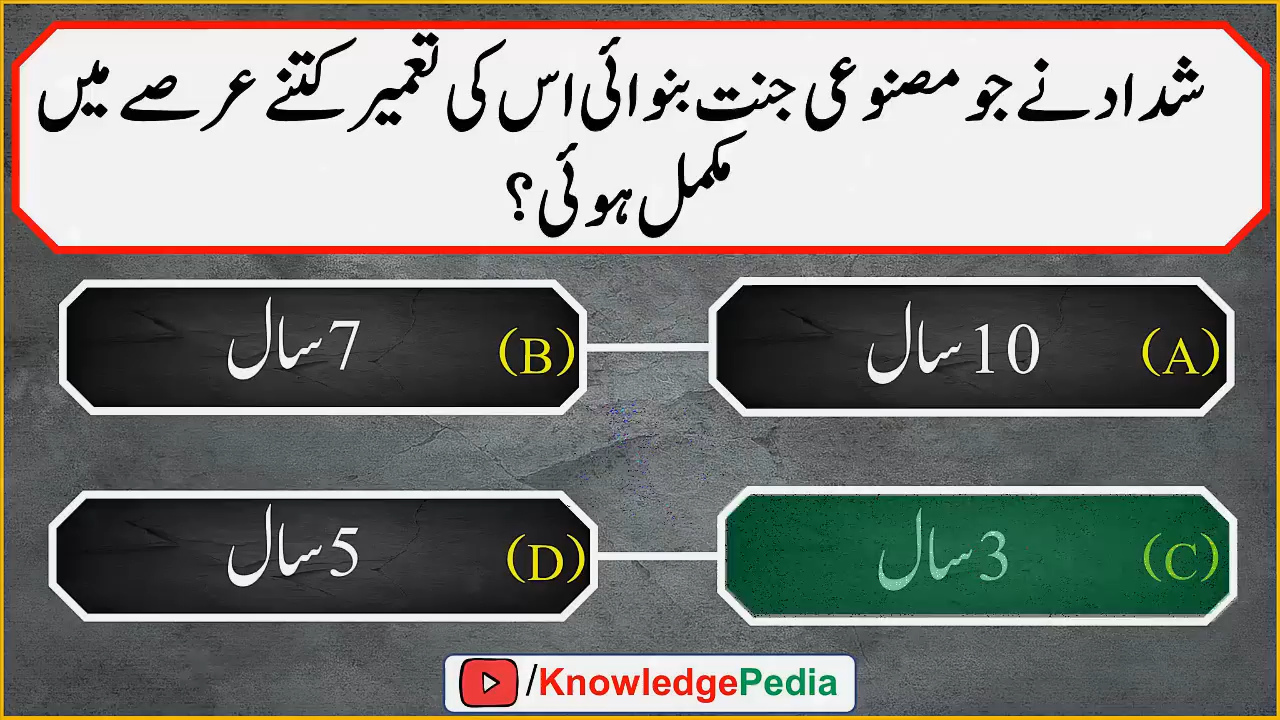 شداد نے جو مصنوعی جنت بنوائی اس کی تعمیر کتنے عرصے میں
مکمل ہوئی؟
(A) 10 سال
(B) 7 سال
(C) 3 سال
(D) 5 سال
/KnowledgePedia